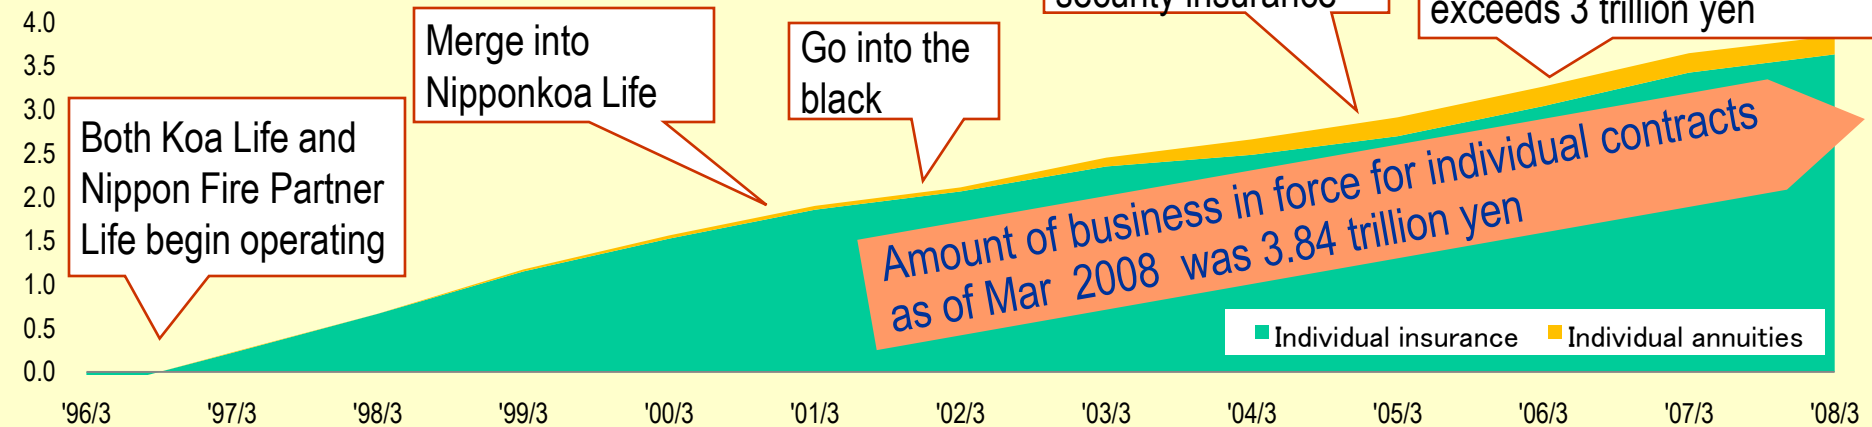 4.0
3.5
3.0
2.5
2.0
1.5
1.0
0.5
0.0
Both Koa Life and
Nippon Fire Partner
Life begin operating
Merge into
Nipponkoa Life
Go into the
black
security insurance
exceeds 3 trillion yen
Amount of business in force for individual contracts
as of Mar 2008 was 3.84 trillion yen
Individual insurance
Individual annuities
'96/3 '97/3 '98/3 '99/3 '00/3 '01/3 '02/3 '03/3 '04/3 '05/3 '06/3 '07/3 '08/3